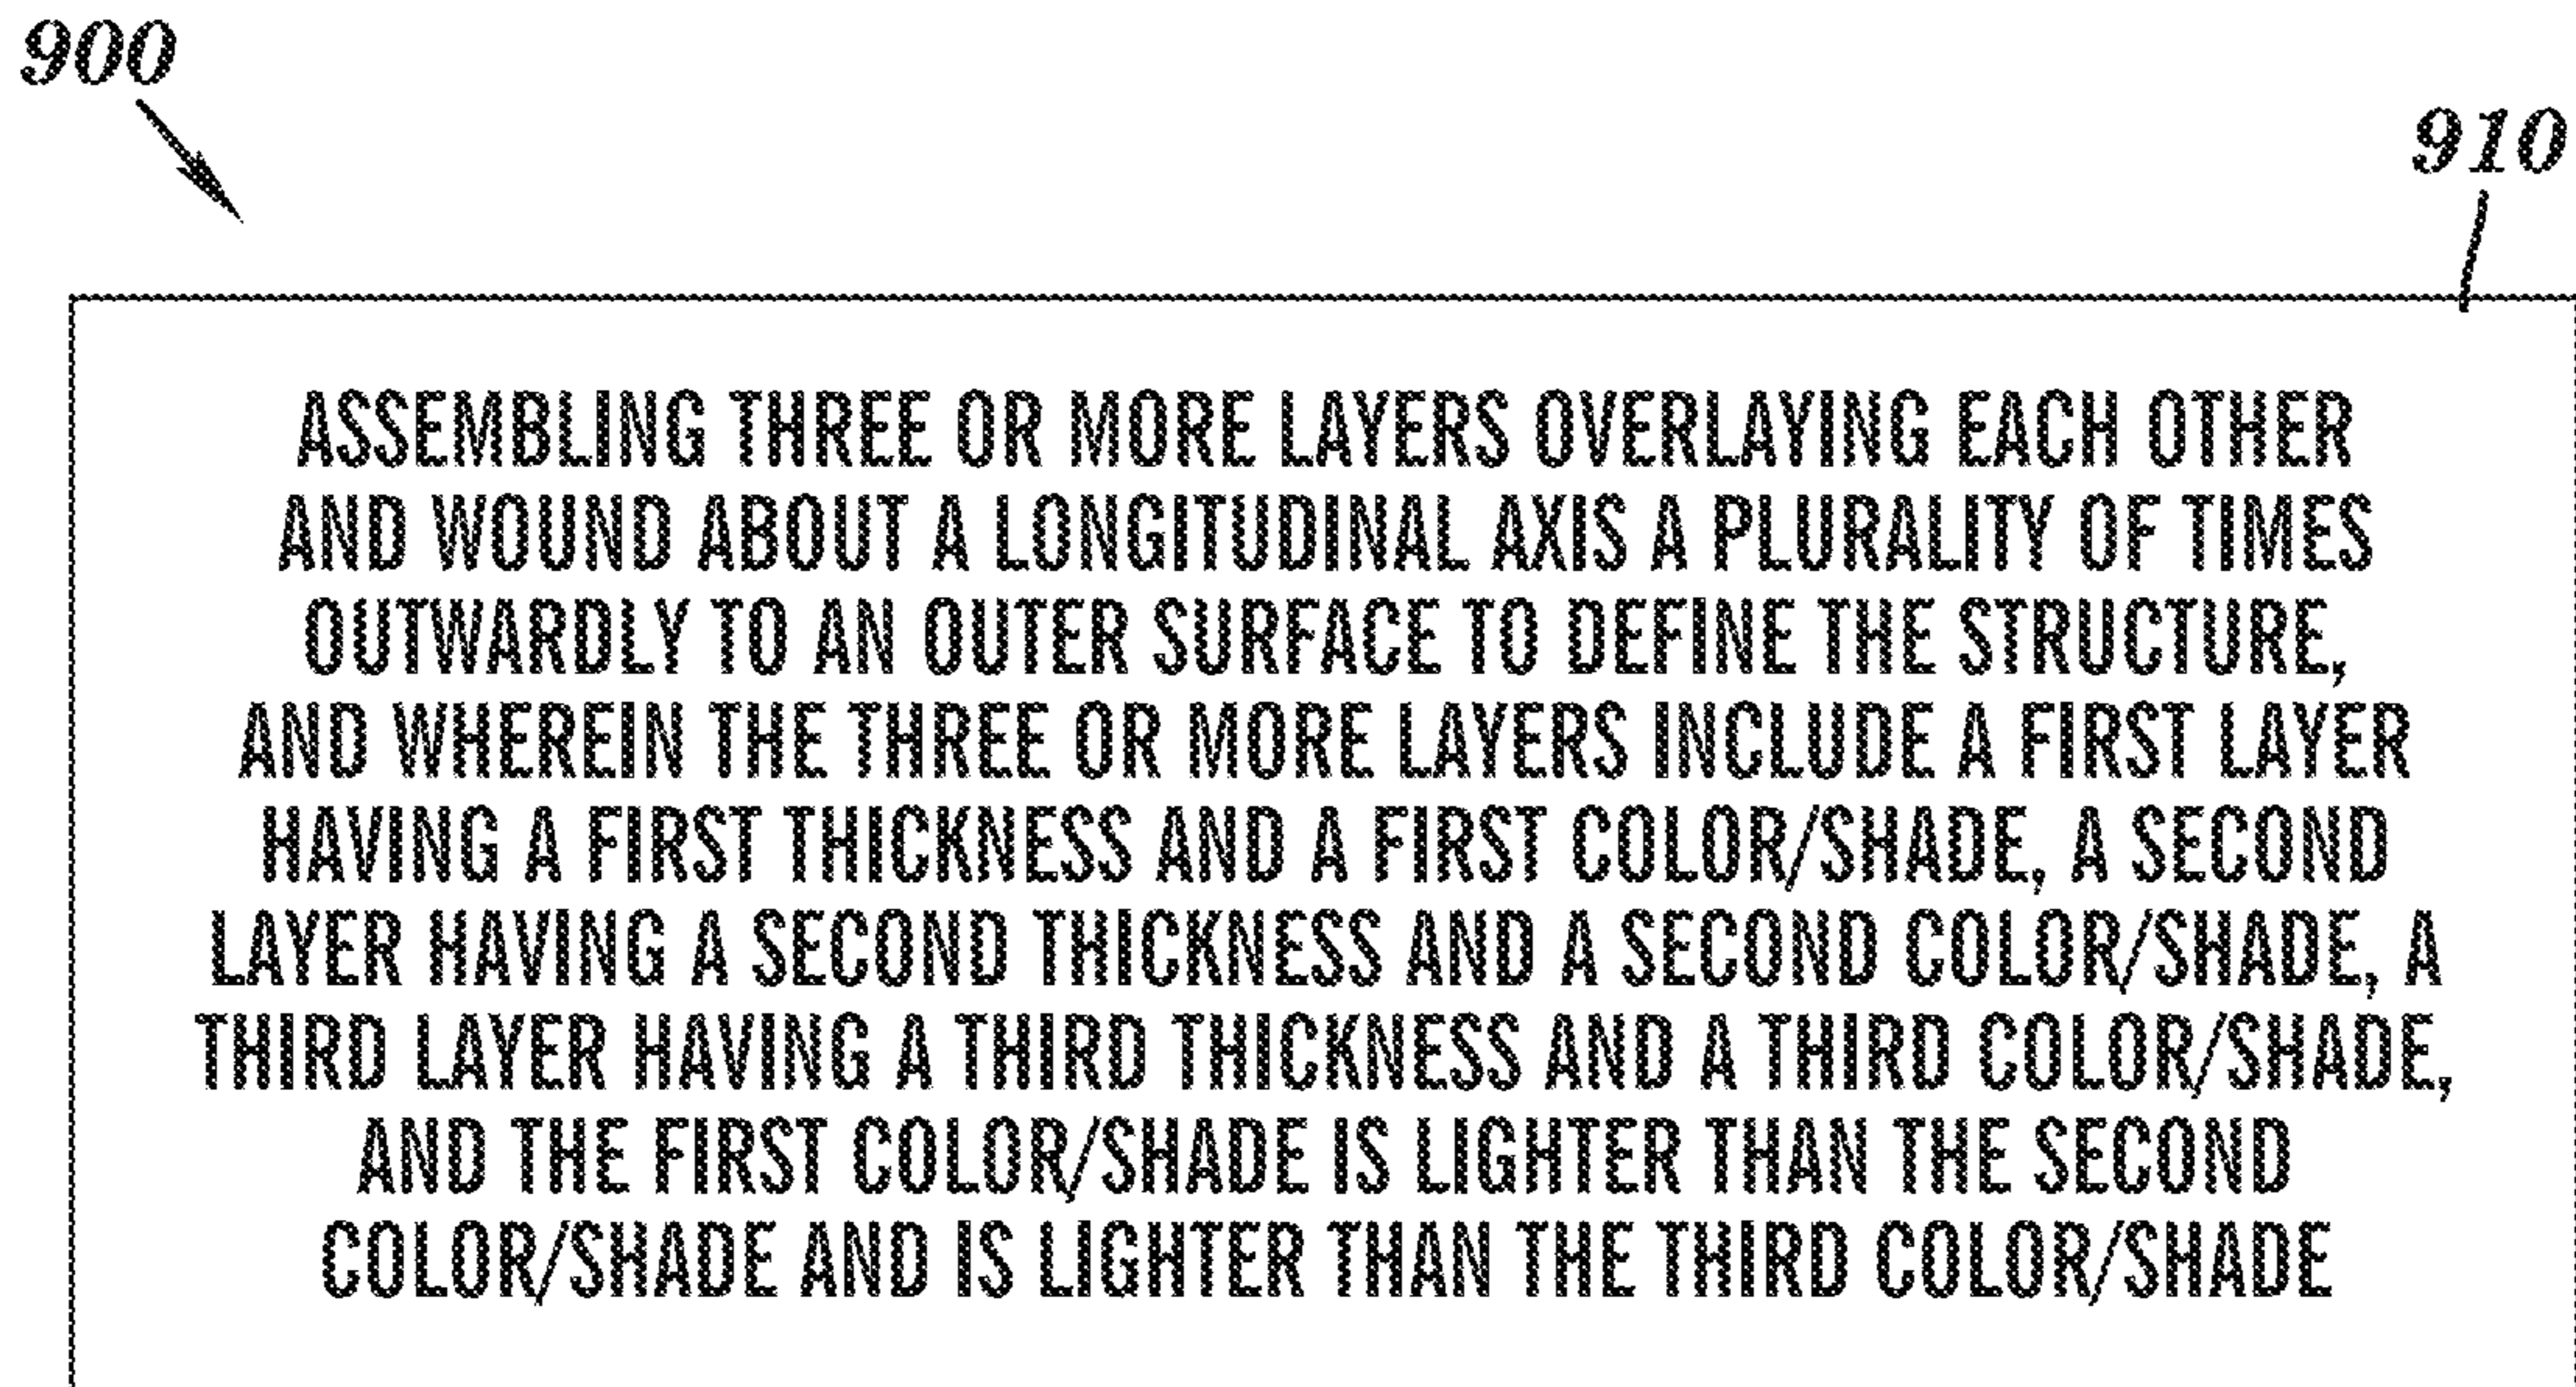 900
910
ASSEMBLING THREE OR MORE LAYERS OVERLAYING EACH OTHER
AND WOUND ABOUT A LONGITUDINAL AXIS A PLURALITY OF TIMES
OUTWARDLY TO AN OUTER SURFACE TO DEFINE THE STRUCTURE,
AND WHEREIN THE THREE OR MORE LAYERS INCLUDE A FIRST LAYER
HAVING A FIRST THICKNESS AND A FIRST COLOR/SHADE, A SECOND
LAYER HAVING A SECOND THICKNESS AND A SECOND COLOR/SHADE, A
THIRD LAYER HAVING A THIRD THICKNESS AND A THIRD COLOR/SHADE,
AND THE FIRST COLOR/SHADE IS LIGHTER THAN THE SECOND
COLOR/SHADE AND IS LIGHTER THAN THE THIRD COLOR/SHADE